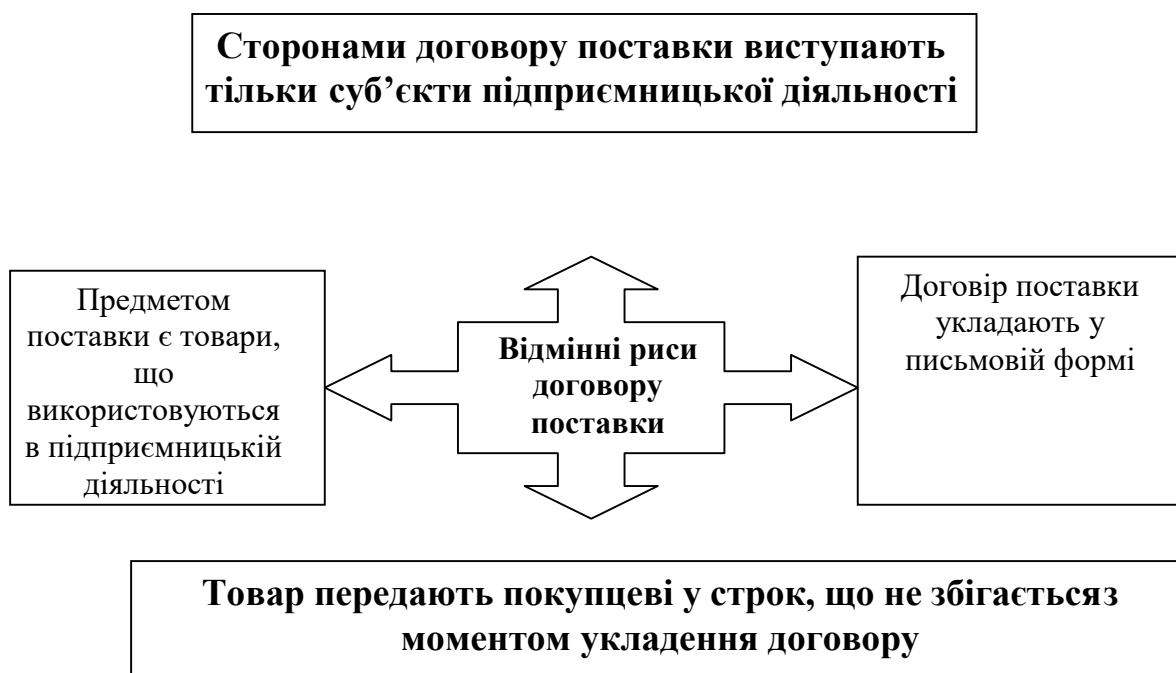 Сторонами договору поставки виступають
тільки суб’єкти підприємницької діяльності
Предметом
поставки є товари,
що
використовуються
в підприємницькій
діяльності
Відмінні риси
договору
поставки
Договір поставки
укладають у
письмовій формі
Товар передають покупцеві у строк, що не збігаєтьсяз
моментом укладення договору